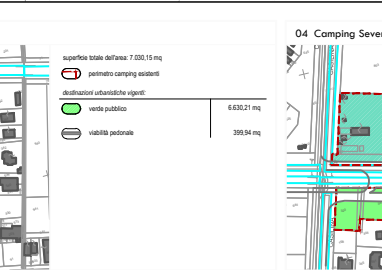 04 Camping Seve
superficie totale dell'area: 7.030,15 mq
perimetro camping esistenti
destinazioni urbanistiche vigenti:
verde pubblico 6.630,21 mq
viabilità pedonale 399,94 mq